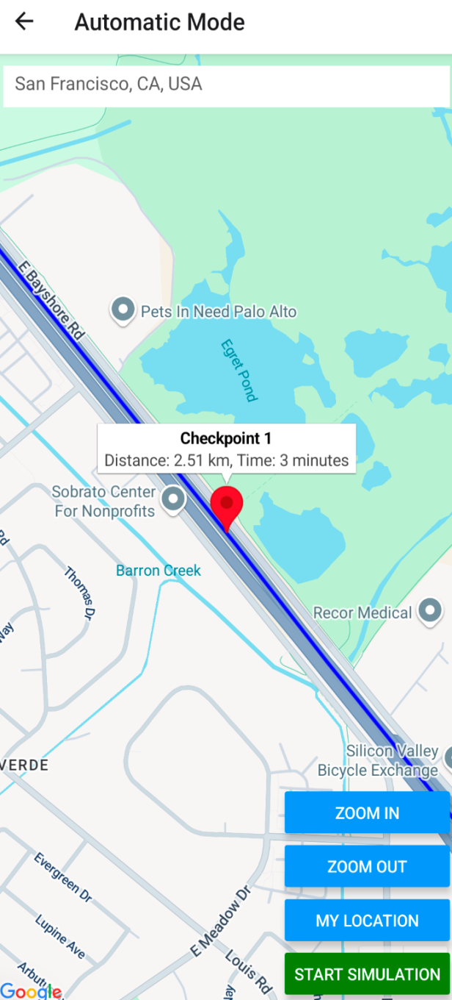 Automatic Mode
San Francisco, CA, USA
E Bayshore Rd
Pets In Need Palo Alto
Egret Pond
Checkpoint 1
Distance: 2.51 km, Time: 3 minutes
Sobrato Center
For Nonprofits
Rd
Thomas Dr
Barron Creek
Way
Recor Medical
Silicon Valley
Bicycle Exchange
VERDE
ZOOM IN
ZOOM OUT
Evergreen Dr
E Meadow Dr
MY LOCATION
Lupine Ave
Louis Rd
START SIMULATION
Google